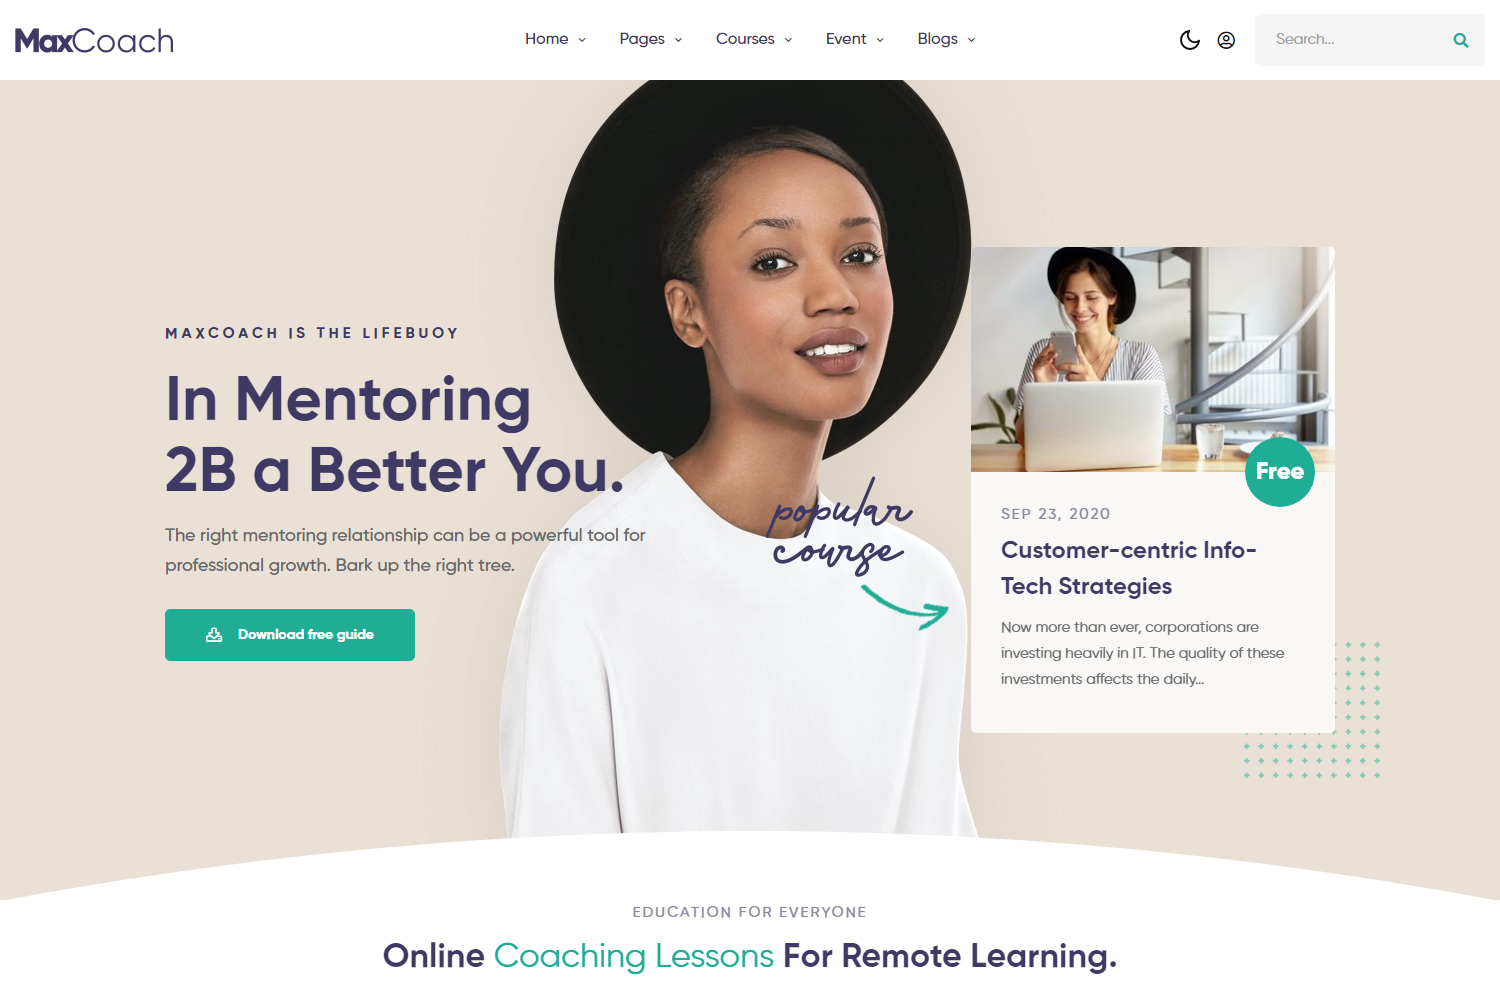 MaxCoach
Home Pages Courses Event Blogs
Search...
MAXCOACH IS THE LIFEBUOY
In Mentoring
2B a Better You.
The right mentoring relationship can be a powerful tool for
professional growth. Bark up the right tree.
Download free guide
popular
course
Free
SEP 23, 2020
Customer-centric Info-
Tech Strategies
Now more than ever, corporations are
investing heavily in IT. The quality of these
investments affects the daily...
EDUCATION FOR EVERYONE
Online Coaching Lessons For Remote Learning.